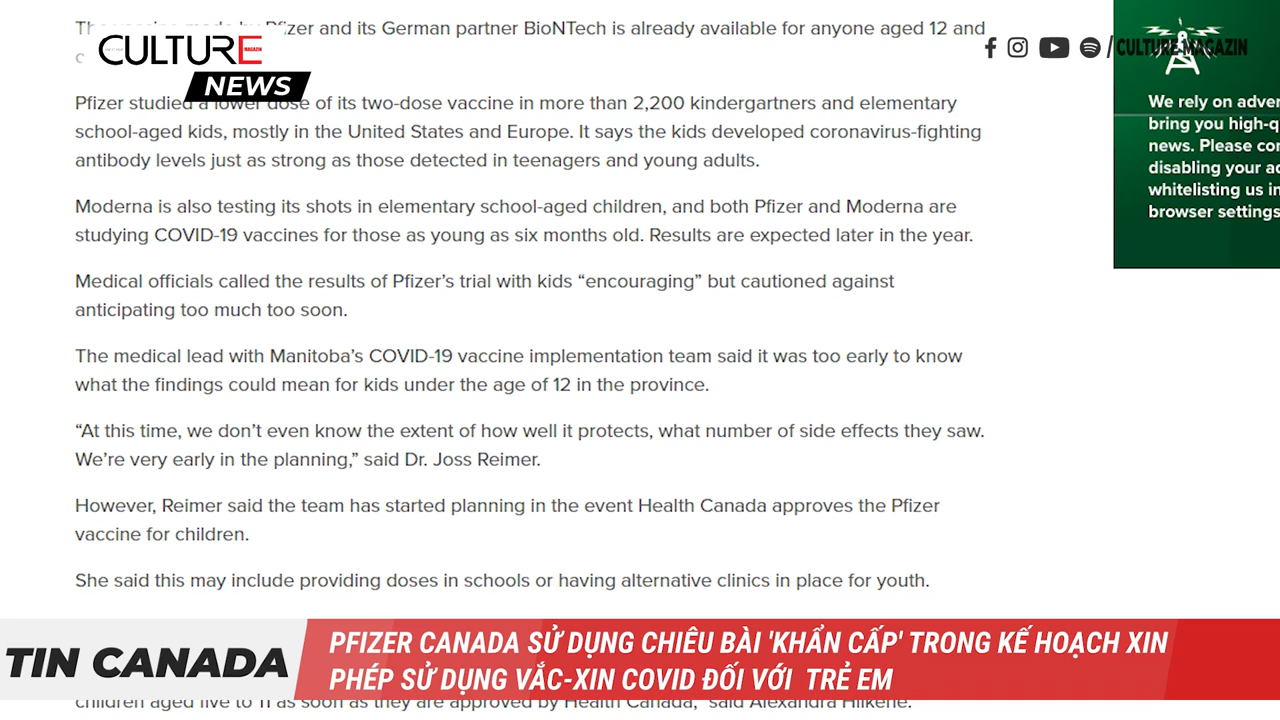 The vaccine made by Pfizer and its German partner BioNTech is already available for anyone aged 12 and
CULTURE
MAGAZIN
NEWS
/CULTURE MAGAZIN
Pfizer studied a lower dose of its two-dose vaccine in more than 2,200 kindergartners and elementary
school-aged kids, mostly in the United States and Europe. It says the kids developed coronavirus-fighting
antibody levels just as strong as those detected in teenagers and young adults.
Moderna is also testing its shots in elementary school-aged children, and both Pfizer and Moderna are
studying COVID-19 vaccines for those as young as six months old. Results are expected later in the year.
Medical officials called the results of Pfizer’s trial with kids “encouraging” but cautioned against
anticipating too much too soon.
The medical lead with Manitoba’s COVID-19 vaccine implementation team said it was too early to know
what the findings could mean for kids under the age of 12 in the province.
“At this time, we don’t even know the extent of how well it protects, what number of side effects they saw.
We’re very early in the planning,” said Dr. Joss Reimer.
However, Reimer said the team has started planning in the event Health Canada approves the Pfizer
vaccine for children.
She said this may include providing doses in schools or having alternative clinics in place for youth.
We rely on adver
bring you high-q
news. Please con
disabling your ad
whitelisting us in
browser settings
TIN CANADA
PFIZER CANADA SỬ DỤNG CHIÊU BÀI 'KHẨN CẤP' TRONG KẾ HOẠCH XIN
PHÉP SỬ DỤNG VẮC-XIN COVID ĐỐI VỚI TRẺ EM
children aged five to 11 as soon as they are approved by Health Canada,” said Alexandra Hilkene.